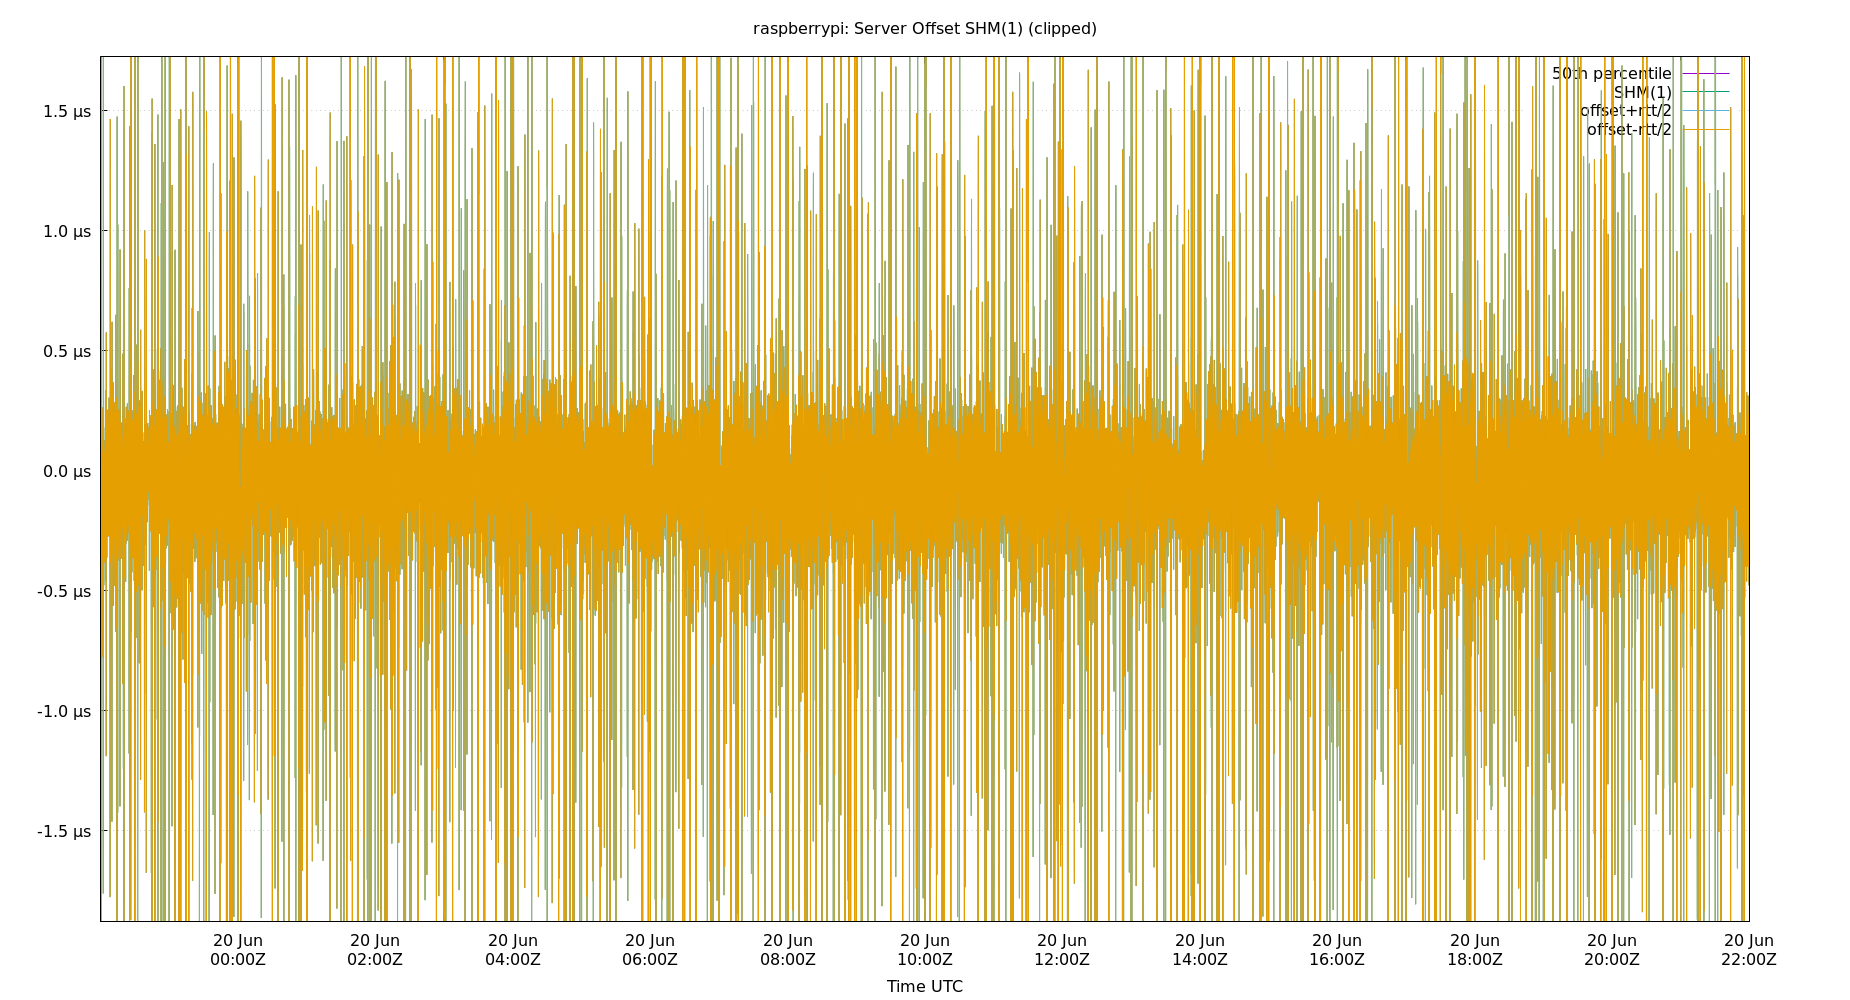 raspberrypi: Server Offset SHM(1) (clipped)
50th percentile
SHM(1)
offset+rtt/2
offset-rtt/2
1.5 µs
1.0 µs
0.5 µs
0.0 µs
-0.5 µs
-1.0 µs
-1.5 µs
20 Jun 20 Jun 20 Jun 20 Jun 20 Jun 20 Jun 20 Jun 20 Jun 20 Jun 20 Jun 20 Jun 20 Jun
00:00Z 02:00Z 04:00Z 06:00Z 08:00Z 10:00Z 12:00Z 14:00Z 16:00Z 18:00Z 20:00Z 22:00Z
Time UTC